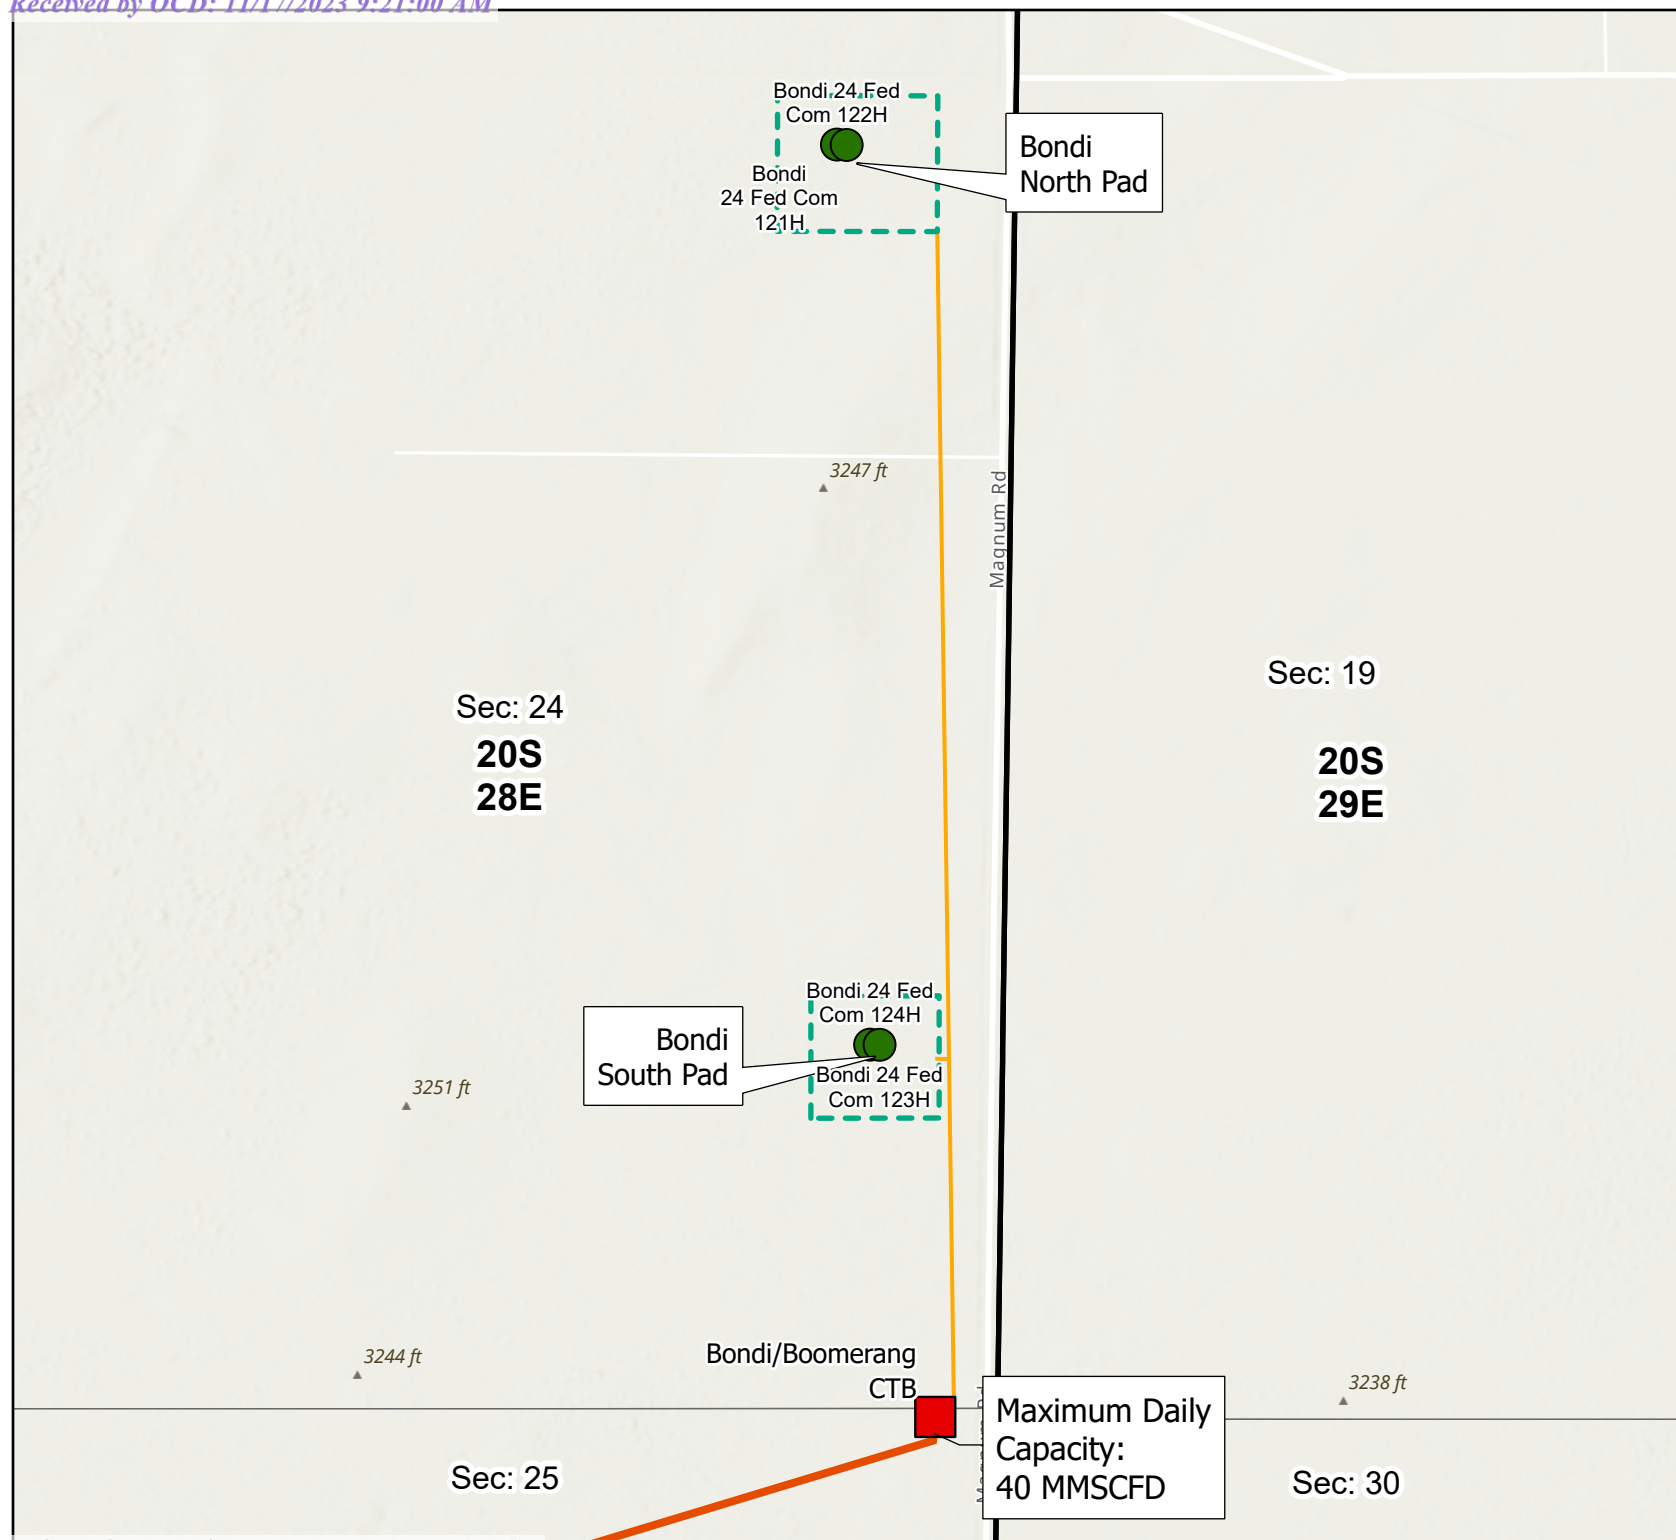 Received by OCD: 11/17/2023 9:21:00 AM
Bondi 24 Fed
Com 122H
Bondi
North Pad
Bondi
24 Fed Com
121H
3247 ft
Magnum Rd
Sec: 19
Sec: 24
20S
28E
20S
29E
Bondi 24 Fed
Com 124H
Bondi
South Pad
Bondi 24 Fed
Com 123H
3251 ft
3244 ft
Bondi/Boomerang
CTB
3238 ft
Maximum Daily
Capacity:
40 MMSCFD
Sec: 25
Sec: 30